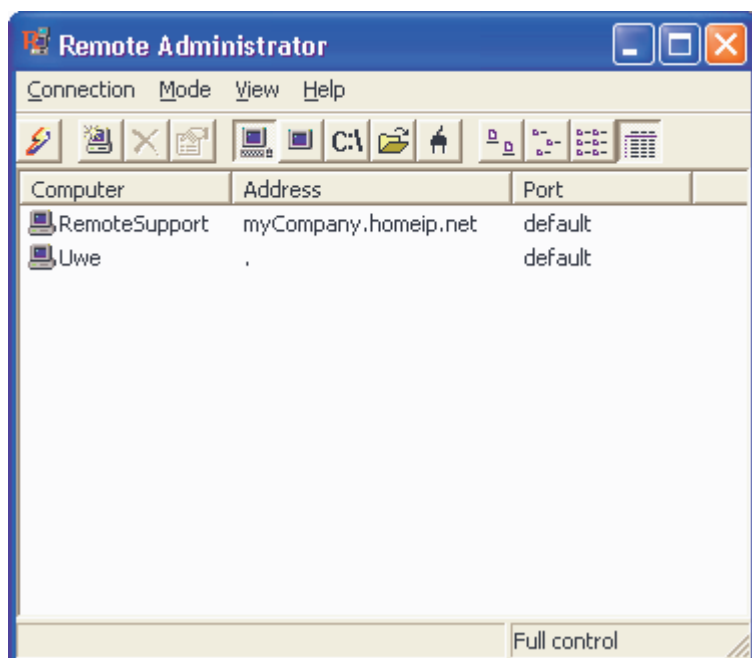 Remote Administrator
Connection Mode View Help
C:\
Computer Address Port
RemoteSupport myCompany.homeip.net default
Uwe . default
Full control